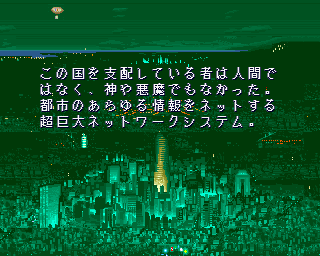 この国を支配している者は人間で
はなく、神や悪魔でもなかった。
都市のあらゆる情報をネットする
超巨大ネットワークシステム。